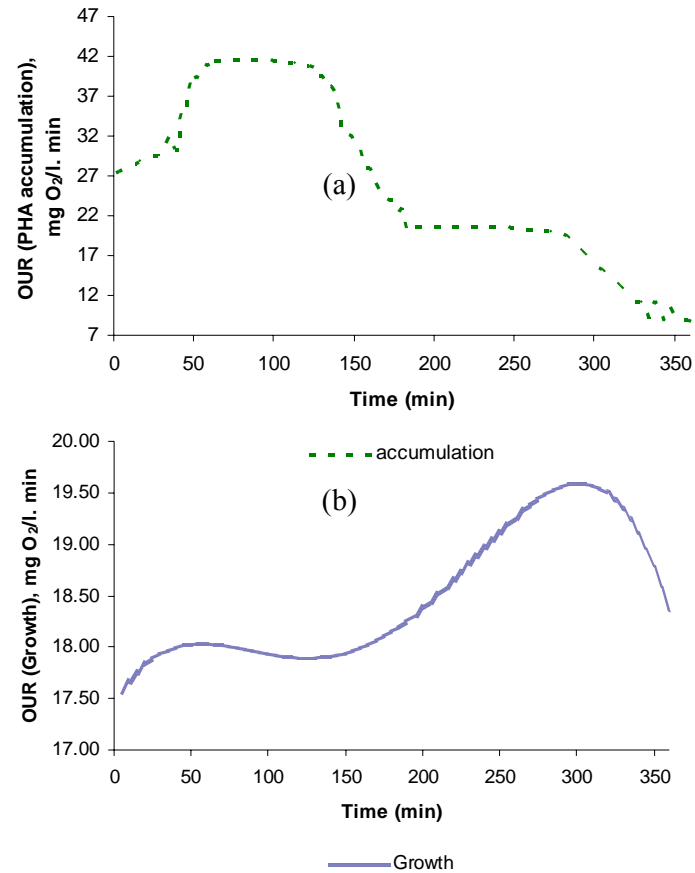 OUR (PHA accumulation),
mg O₂/l. min
47
42
37
32
27
22
17
12
7
(a)
0 50 100 150 200 250 300 350
Time (min)
accumulation
OUR (Growth), mg O₂/l. min
20.00
19.50
19.00
18.50
18.00
17.50
17.00
(b)
0 50 100 150 200 250 300 350
Time (min)
Growth